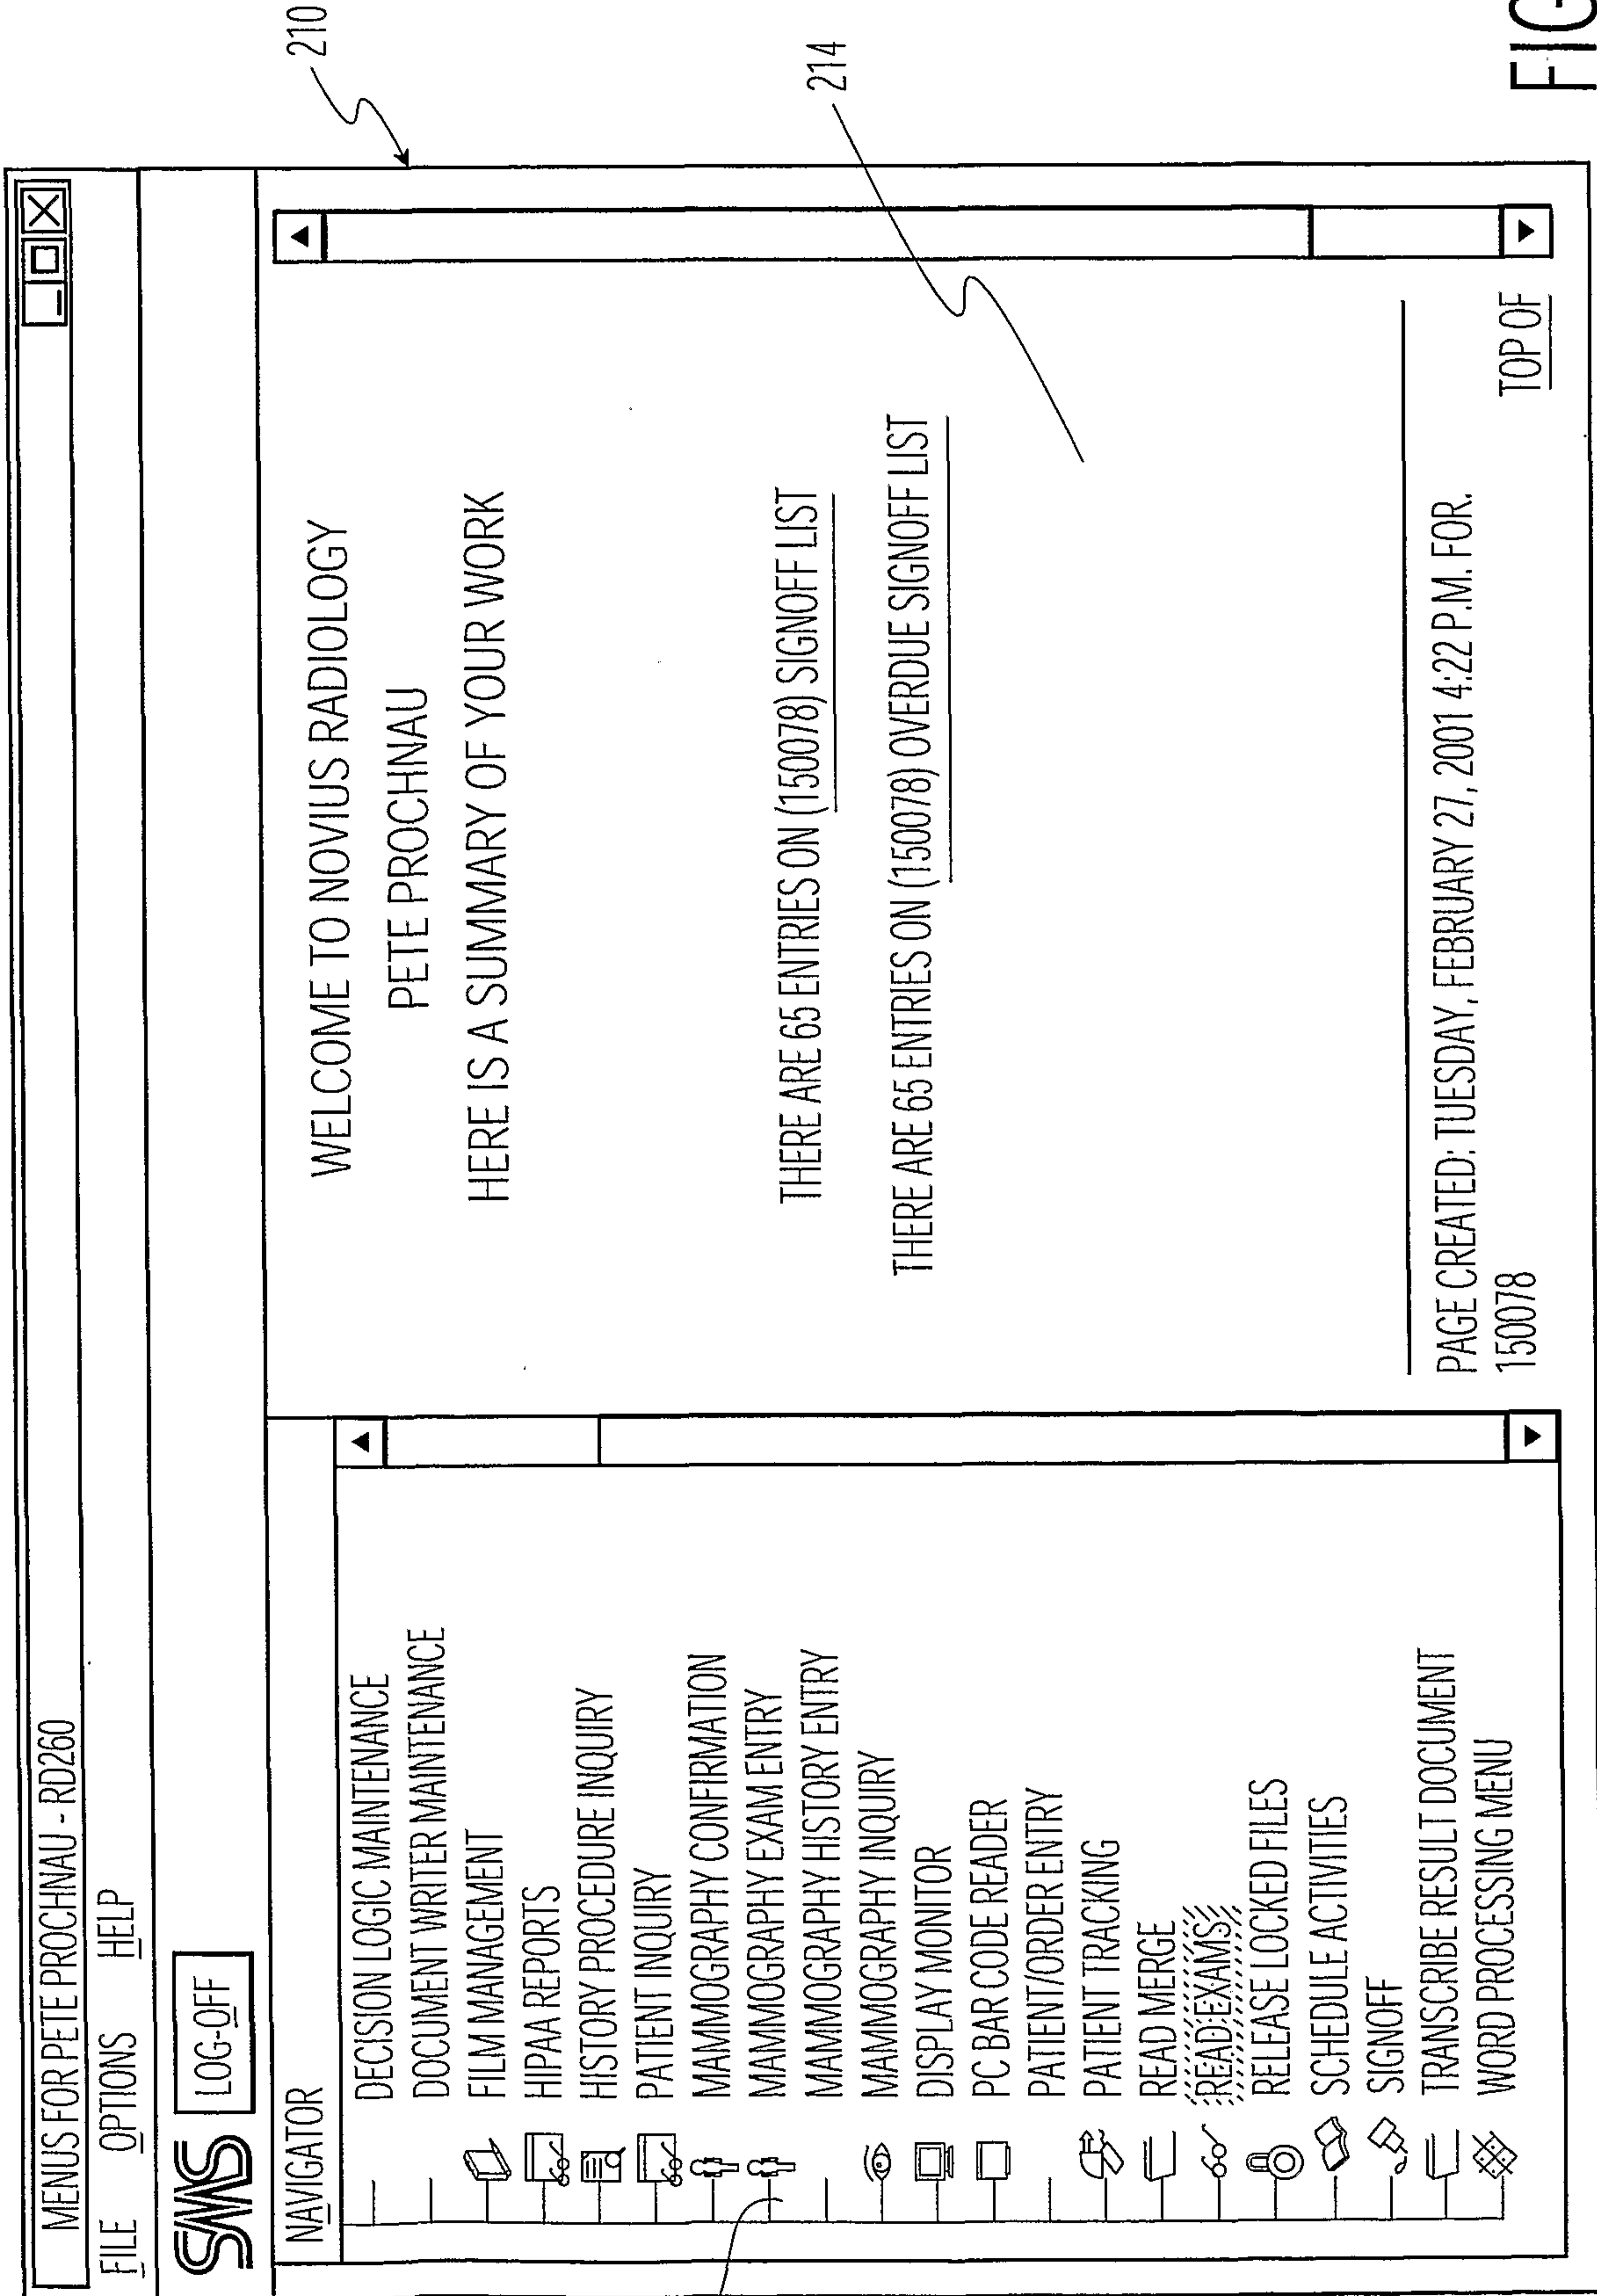 MENUS FOR PETE PROCHNAU - RD260
FILE OPTIONS HELP
SMS LOG-OFF
NAVIGATOR
DECISION LOGIC MAINTENANCE
DOCUMENT WRITER MAINTENANCE
FILM MANAGEMENT
HIPAA REPORTS
HISTORY PROCEDURE INQUIRY
PATIENT INQUIRY
MAMMOGRAPHY CONFIRMATION
MAMMOGRAPHY EXAM ENTRY
MAMMOGRAPHY HISTORY ENTRY
MAMMOGRAPHY INQUIRY
DISPLAY MONITOR
PC BAR CODE READER
PATIENT/ORDER ENTRY
PATIENT TRACKING
READ MERGE
READ EXAMS
RELEASE LOCKED FILES
SCHEDULE ACTIVITIES
SIGNOFF
TRANSCRIBE RESULT DOCUMENT
WORD PROCESSING MENU
WELCOME TO NOVIUS RADIOLOGY
PETE PROCHNAU
HERE IS A SUMMARY OF YOUR WORK
THERE ARE 65 ENTRIES ON (150078) SIGNOFF LIST
THERE ARE 65 ENTRIES ON (150078) OVERDUE SIGNOFF LIST
PAGE CREATED: TUESDAY, FEBRUARY 27, 2001 4:22 P.M. FOR.
150078
TOP OF
210
214